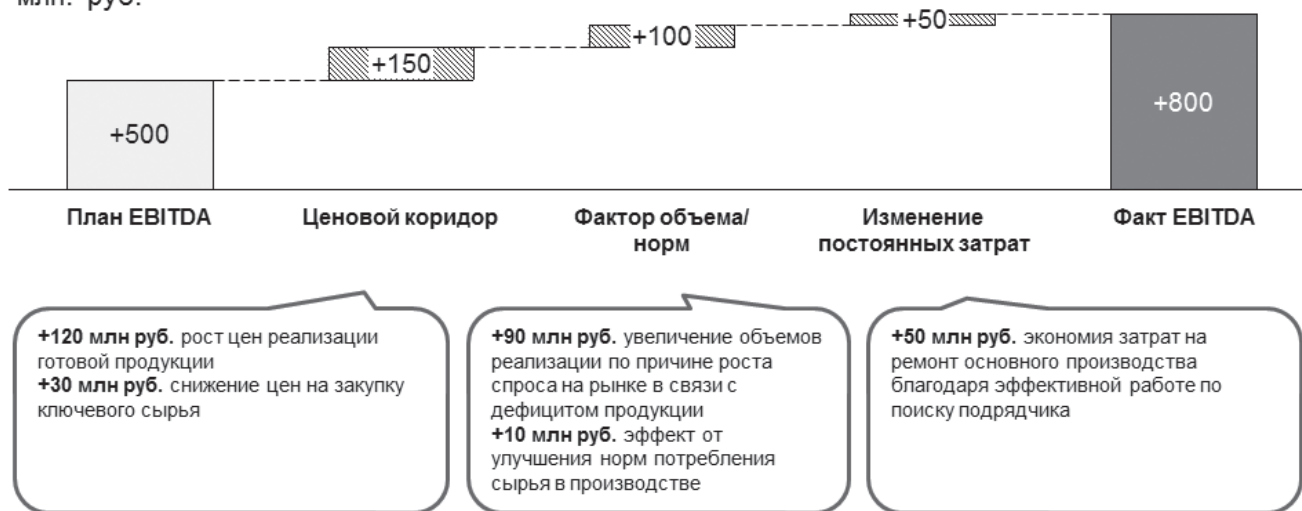 млн. руб.
+500
+150
+100
+50
+800
План EBITDA
Ценовой коридор
Фактор объема/
норм
Изменение
постоянных затрат
Факт EBITDA
+120 млн руб. рост цен реализации
готовой продукции
+30 млн руб. снижение цен на закупку
ключевого сырья
+90 млн руб. увеличение объемов
реализации по причине роста
спроса на рынке в связи с
дефицитом продукции
+10 млн руб. эффект от
улучшения норм потребления
сырья в производстве
+50 млн руб. экономия затрат на
ремонт основного производства
благодаря эффективной работе по
поиску подрядчика